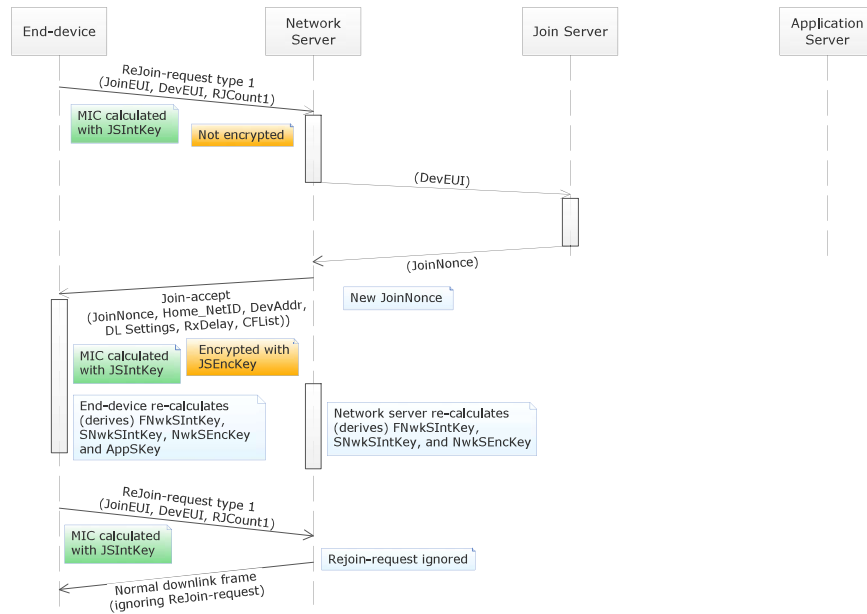 End-device
Network
Server
Join Server
Application
Server
ReJoin-request type 1
(JoinEUI, DevEUI, RJCount1)
MIC calculated
with JSIntKey
Not encrypted
(DevEUI)
(JoinNonce)
Join-accept
(JoinNonce, Home_NetID, DevAddr,
DL Settings, RxDelay, CFList))
New JoinNonce
MIC calculated
with JSIntKey
Encrypted with
JSEncKey
End-device re-calculates
(derives) FNwkSIntKey,
SNwkSIntKey, NwkSEncKey
and AppSKey
Network server re-calculates
(derives) FNwkSIntKey,
SNwkSIntKey, and NwkSEncKey
ReJoin-request type 1
(JoinEUI, DevEUI, RJCount1)
MIC calculated
with JSIntKey
Rejoin-request ignored
Normal downlink frame
(ignoring ReJoin-request)